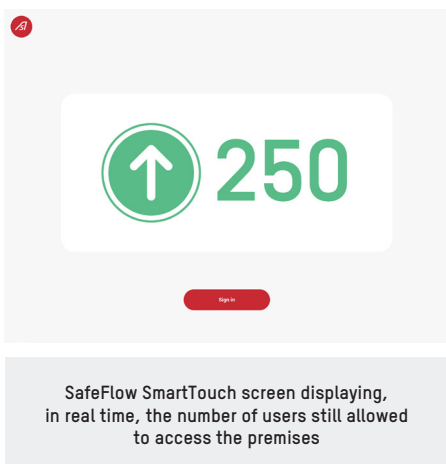 250
Sign in
SafeFlow SmartTouch screen displaying,
in real time, the number of users still allowed
to access the premises